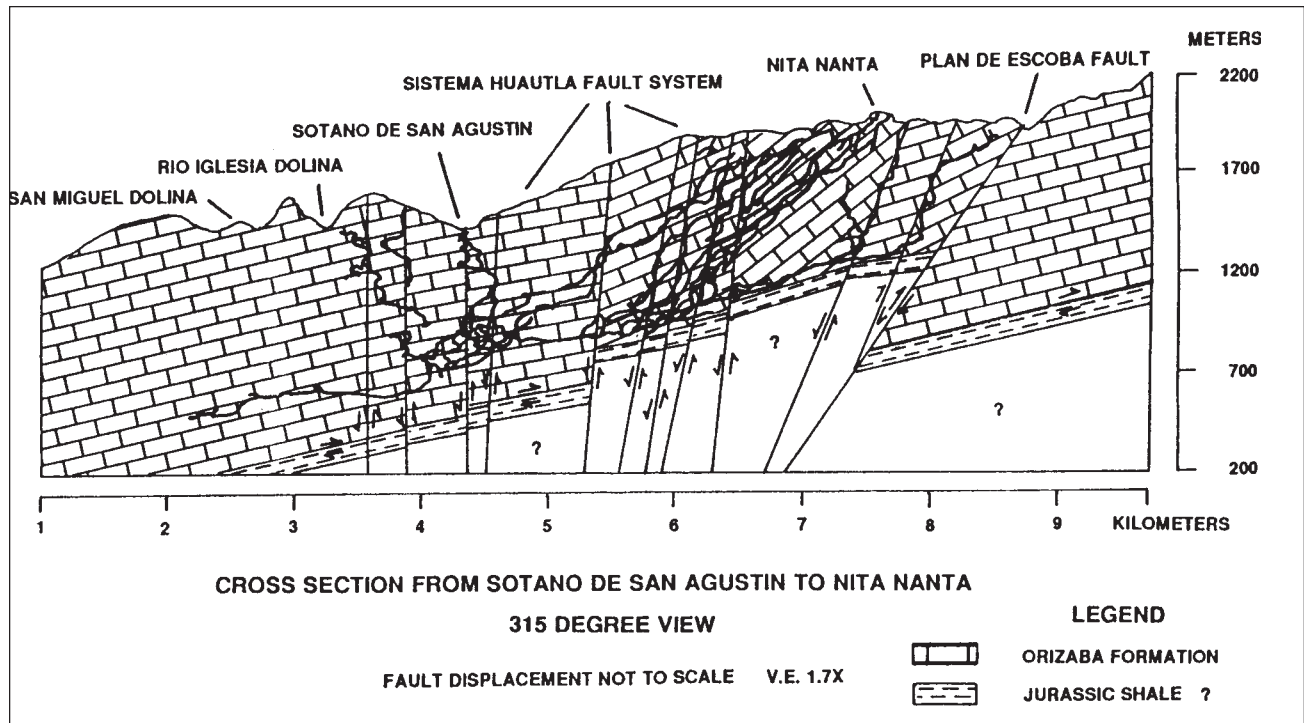 METERS
NITA NANTA
PLAN DE ESCOBA FAULT
2200
SISTEMA HUAUTLA FAULT SYSTEM
SOTANO DE SAN AGUSTIN
RIO IGLESIA DOLINA
1700
SAN MIGUEL DOLINA
1200
?
700
?
?
200
1 2 3 4 5 6 7 8 9 KILOMETERS
CROSS SECTION FROM SOTANO DE SAN AGUSTIN TO NITA NANTA
315 DEGREE VIEW
LEGEND
ORIZABA FORMATION
FAULT DISPLACEMENT NOT TO SCALE V.E. 1.7X
JURASSIC SHALE ?